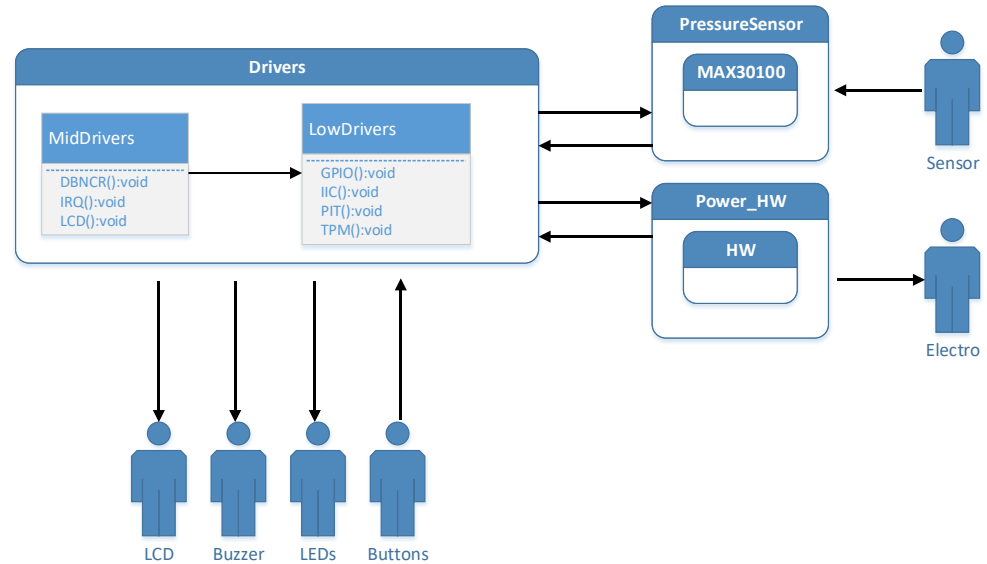 Drivers
MidDrivers
DBNCR():void
IRQ():void
LCD():void
LowDrivers
GPIO():void
IIC():void
PIT():void
TPM():void
PressureSensor
MAX30100
Sensor
Power_HW
HW
Electro
LCD
Buzzer
LEDs
Buttons